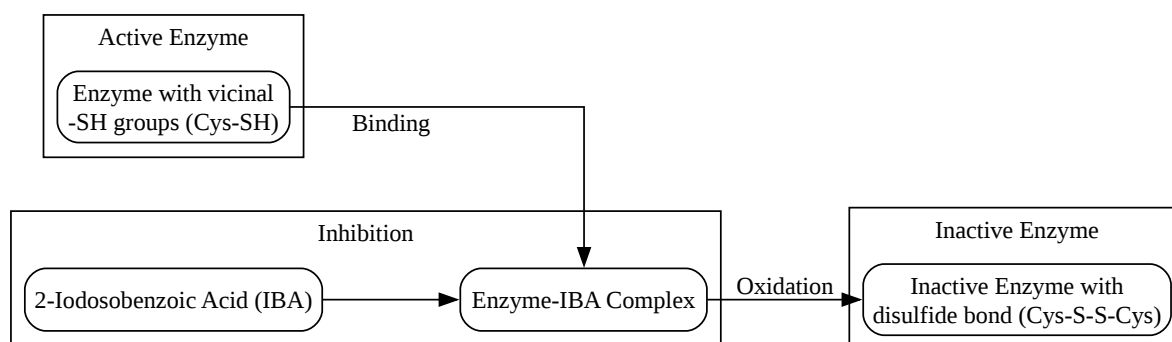 Active Enzyme
Enzyme with vicinal
-SH groups (Cys-SH)
Binding
Inhibition
2-Iodosobenzoic Acid (IBA)
Enzyme-IBA Complex
Oxidation
Inactive Enzyme
Inactive Enzyme with
disulfide bond (Cys-S-S-Cys)